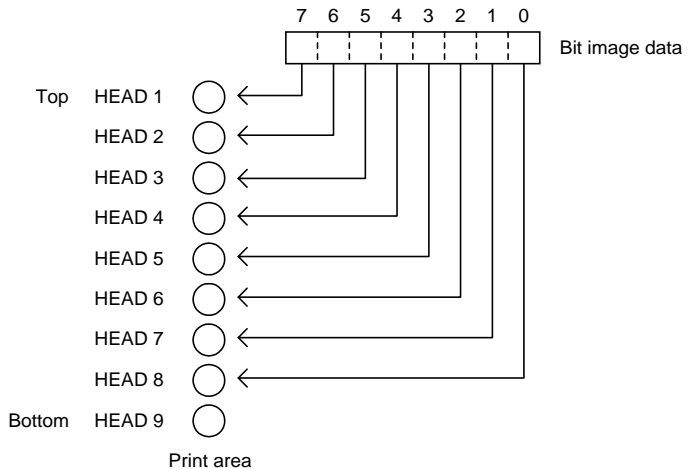 7 6 5 4 3 2 1 0
Bit image data
Top HEAD 1
HEAD 2
HEAD 3
HEAD 4
HEAD 5
HEAD 6
HEAD 7
HEAD 8
Bottom HEAD 9
Print area